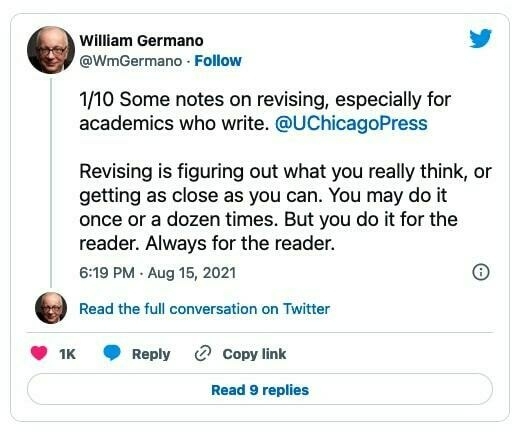 William Germano
@WmGermano · Follow
1/10 Some notes on revising, especially for
academics who write. @UChicagoPress
Revising is figuring out what you really think, or
getting as close as you can. You may do it
once or a dozen times. But you do it for the
reader. Always for the reader.
6:19 PM · Aug 15, 2021
Read the full conversation on Twitter
1K Reply Copy link
Read 9 replies